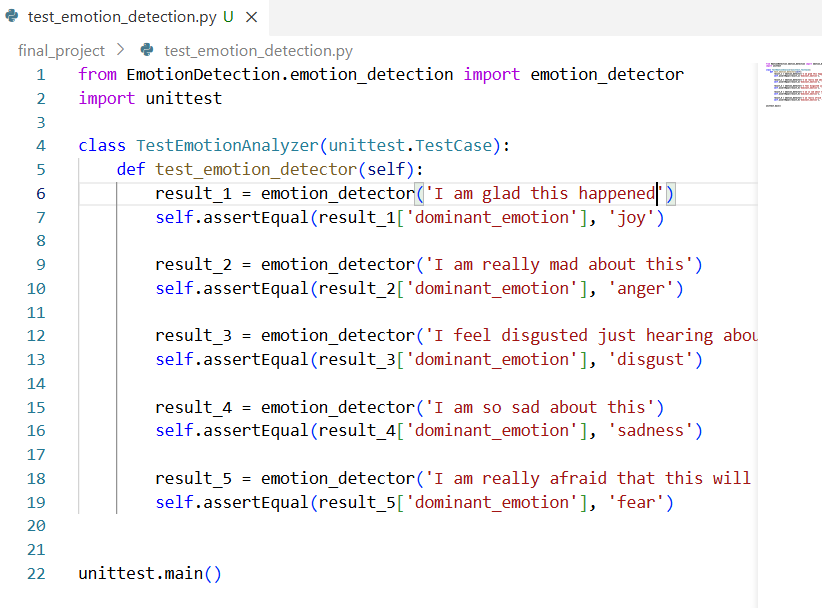 test_emotion_detection.py U
final_project > test_emotion_detection.py
1 from EmotionDetection.emotion_detection import emotion_detector
2 import unittest
3
4 class TestEmotionAnalyzer(unittest.TestCase):
5 def test_emotion_detector(self):
6 result_1 = emotion_detector('I am glad this happened')
7 self.assertEqual(result_1['dominant_emotion'], 'joy')
8
9 result_2 = emotion_detector('I am really mad about this')
10 self.assertEqual(result_2['dominant_emotion'], 'anger')
11
12 result_3 = emotion_detector('I feel disgusted just hearing abou
13 self.assertEqual(result_3['dominant_emotion'], 'disgust')
14
15 result_4 = emotion_detector('I am so sad about this')
16 self.assertEqual(result_4['dominant_emotion'], 'sadness')
17
18 result_5 = emotion_detector('I am really afraid that this will
19 self.assertEqual(result_5['dominant_emotion'], 'fear')
20
21
22 unittest.main()